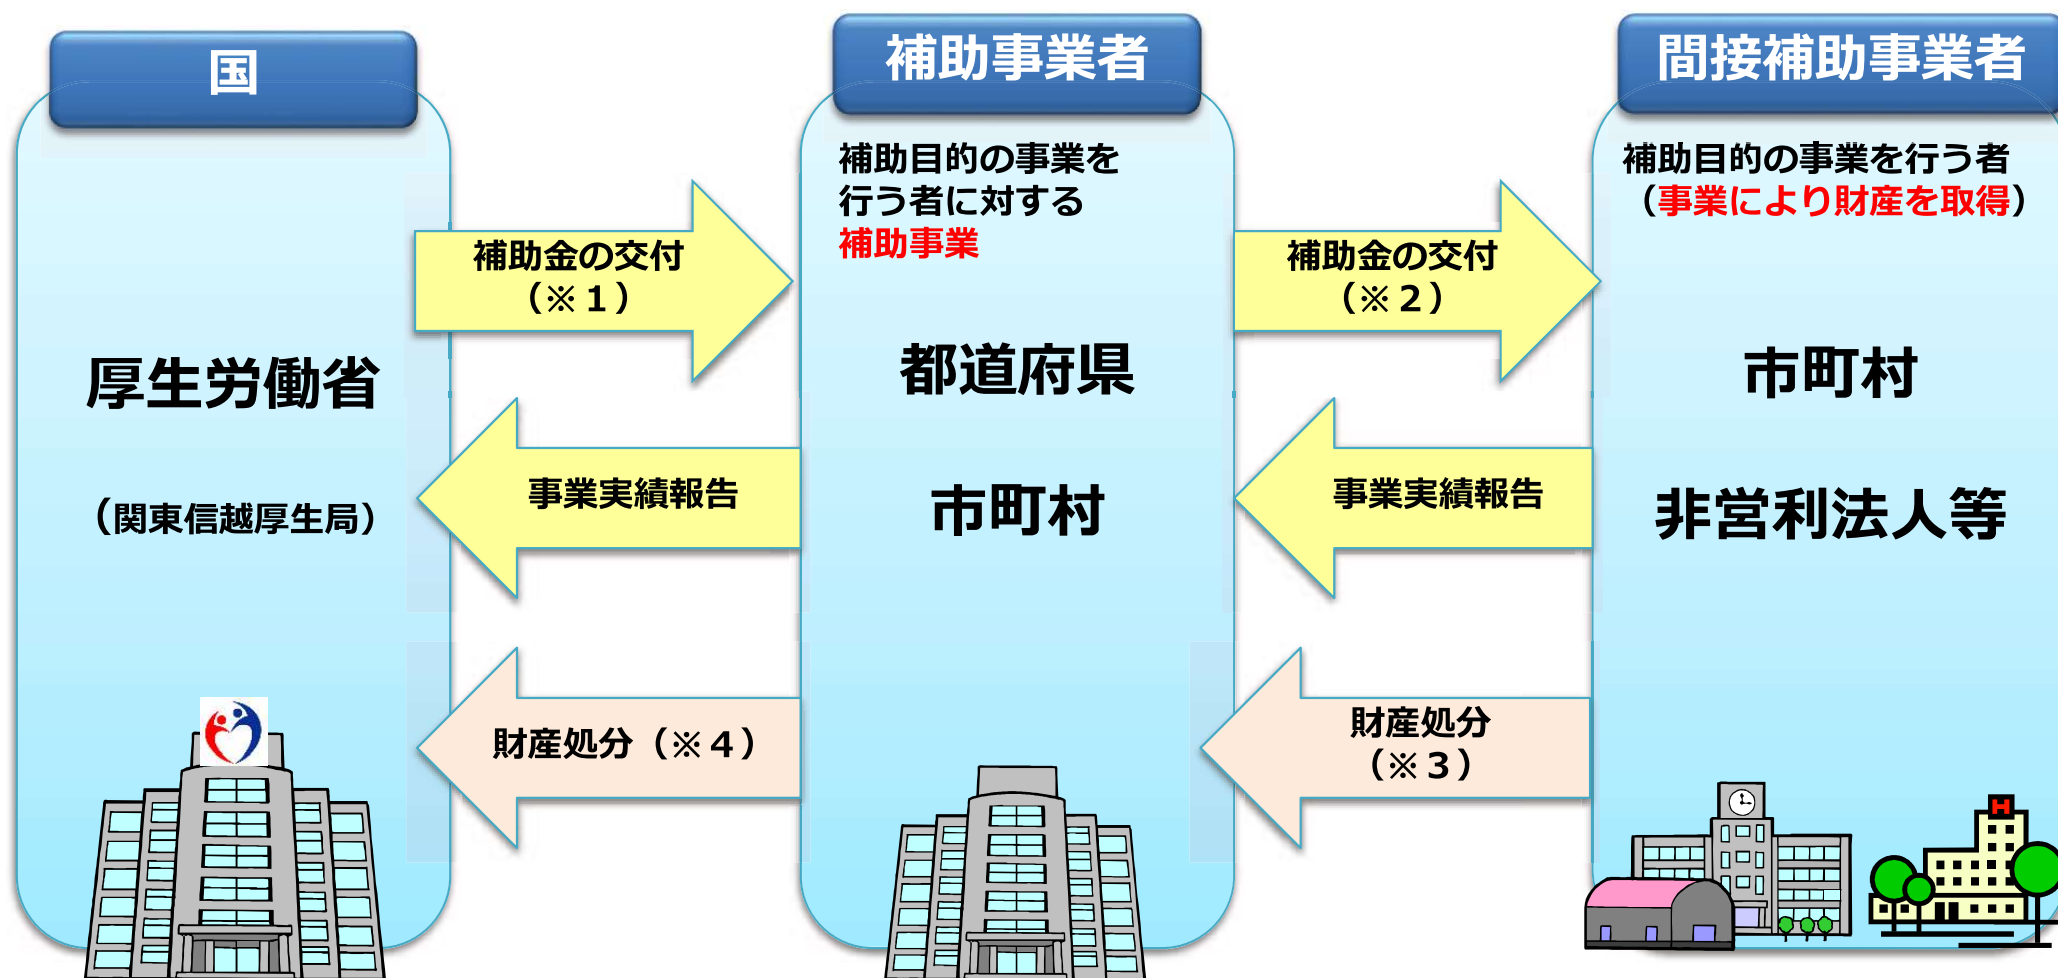 国
厚生労働省
（関東信越厚生局）
補助金の交付
（※１）
事業実績報告
財産処分（※４）
補助事業者
補助目的の事業を
行う者に対する
補助事業
都道府県
市町村
補助金の交付
（※２）
事業実績報告
財産処分
（※３）
間接補助事業者
補助目的の事業を行う者
（事業により財産を取得）
市町村
非営利法人等
H